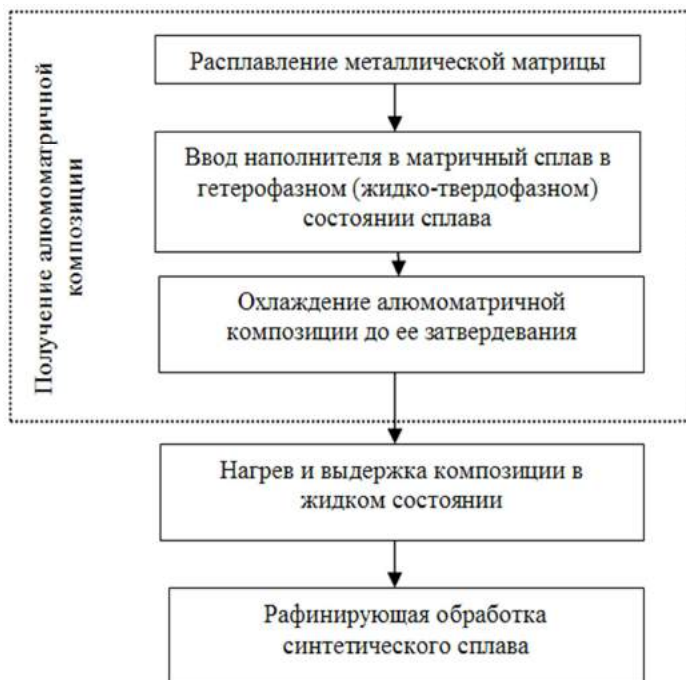 Получение алюмоматричной
композиции
Расплавление металлической матрицы
Ввод наполнителя в матричный сплав в
гетерофазном (жидко-твердофазном)
состоянии сплава
Охлаждение алюмоматричной
композиции до ее затвердевания
Нагрев и выдержка композиции в
жидком состоянии
Рафинирующая обработка
синтетического сплава